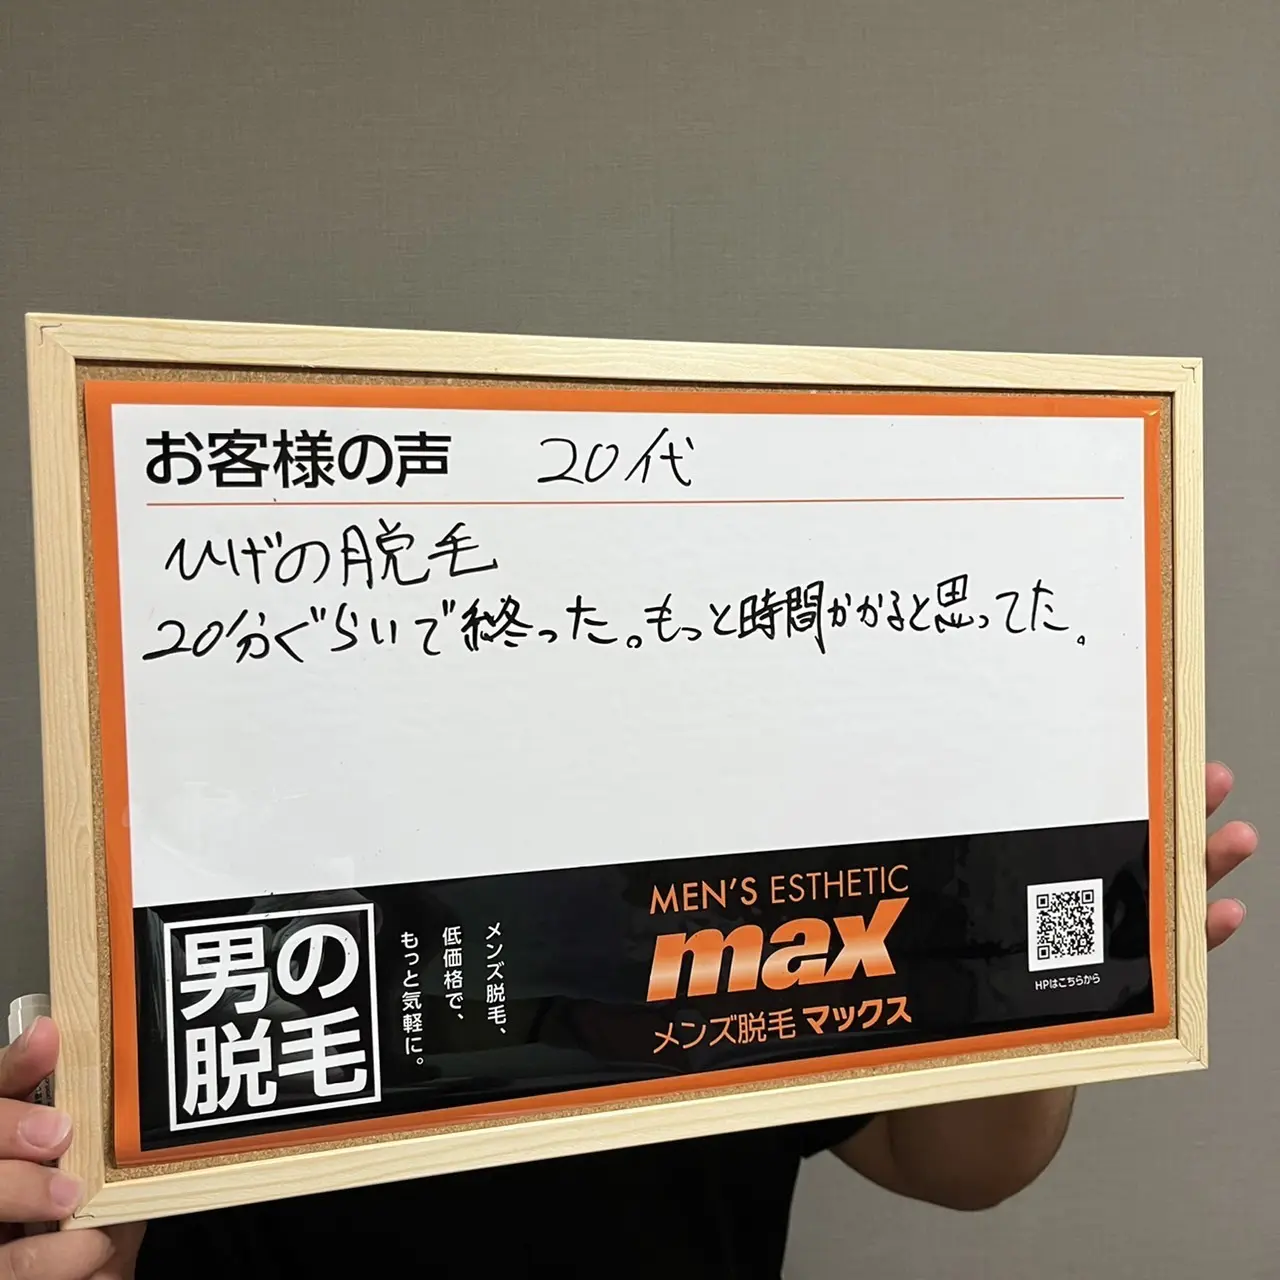 お客様の声 20代
ひげの脱毛
20分ぐらいで終った。もっと時間かかると思ってた。
男の
脱毛
メンズ脱毛、
低価格で、
もっと気軽に。
MEN'S ESTHETIC
max
メンズ脱毛 マックス
HPはこちらから